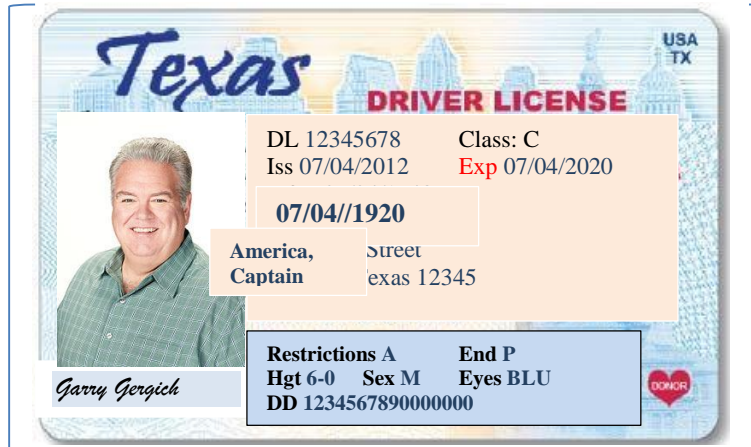 Texas
USA
TX
DRIVER LICENSE
DL 12345678 Class: C
Iss 07/04/2012 Exp 07/04/2020
07/04//1920
America,
Captain
Street
exas 12345
Restrictions A End P
Hgt 6-0 Sex M Eyes BLU
DD 1234567890000000
Garry Gergich
DONOR